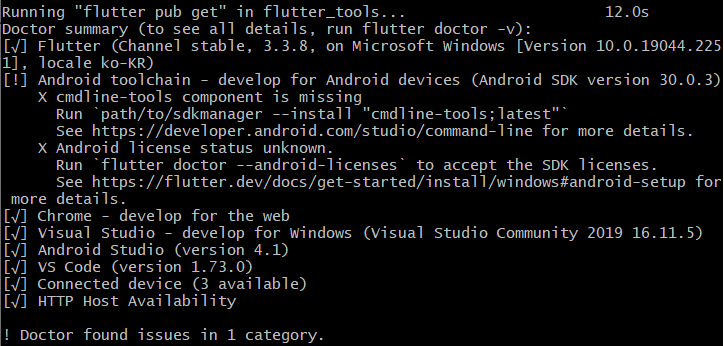 Running "flutter pub get" in flutter_tools... 12.0s
Doctor summary (to see all details, run flutter doctor -v):
[√] Flutter (Channel stable, 3.3.8, on Microsoft Windows [Version 10.0.19044.225
1], locale ko-KR)
[!] Android toolchain - develop for Android devices (Android SDK version 30.0.3)
X cmdline-tools component is missing
Run `path/to/sdkmanager --install "cmdline-tools;latest"`
See https://developer.android.com/studio/command-line for more details.
X Android license status unknown.
Run `flutter doctor --android-licenses` to accept the SDK licenses.
See https://flutter.dev/docs/get-started/install/windows#android-setup for
more details.
[√] Chrome - develop for the web
[√] Visual Studio - develop for Windows (Visual Studio Community 2019 16.11.5)
[√] Android Studio (version 4.1)
[√] VS Code (version 1.73.0)
[√] Connected device (3 available)
[√] HTTP Host Availability
! Doctor found issues in 1 category.